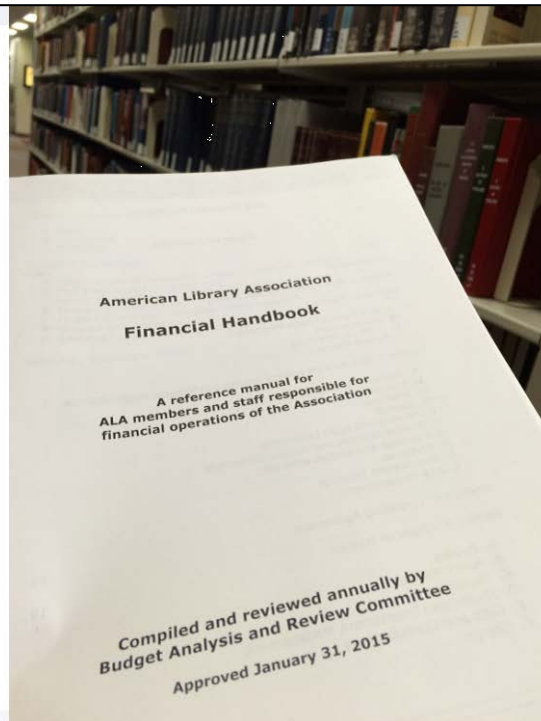 American Library Association
Financial Handbook
A reference manual for
ALA members and staff responsible for
financial operations of the Association
Compiled and reviewed annually by
Budget Analysis and Review Committee
Approved January 31, 2015